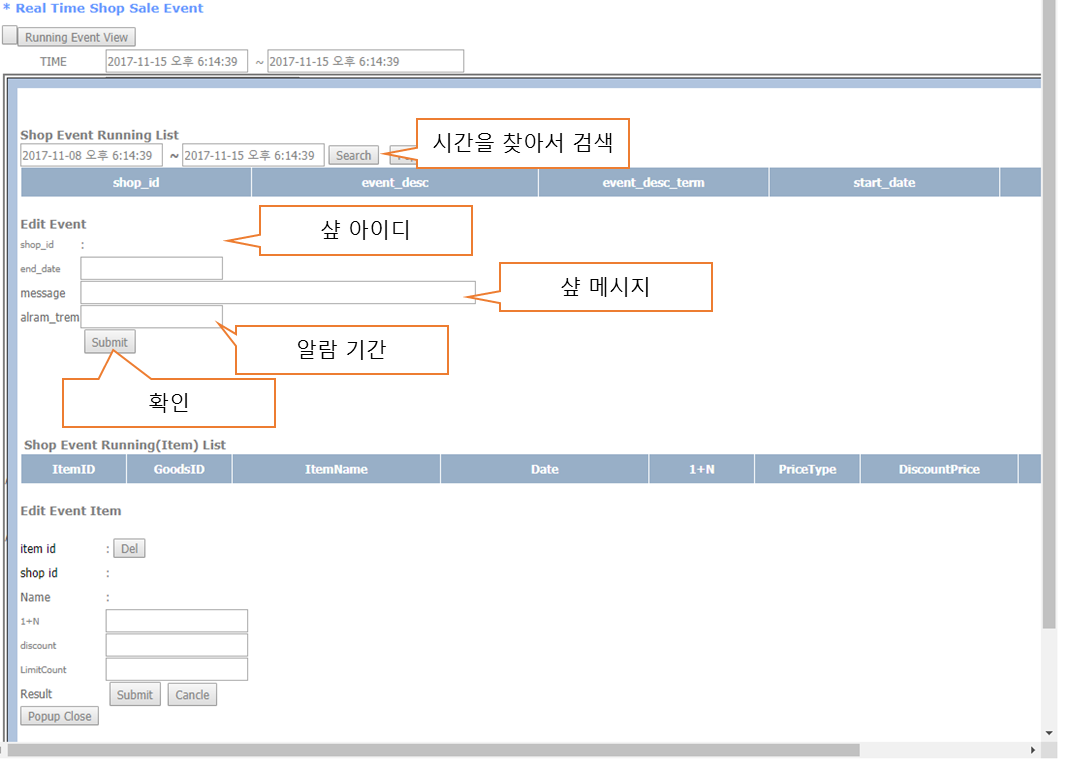 * Real Time Shop Sale Event
Running Event View
TIME 2017-11-15 오후 6:14:39 ~ 2017-11-15 오후 6:14:39
Shop Event Running List
2017-11-08 오후 6:14:39 ~ 2017-11-15 오후 6:14:39 Search
시간을 찾아서 검색
shop_id event_desc event_desc_term start_date
Edit Event
샾 아이디
shop_id :
end_date
message
샾 메시지
alram_trem
Submit
알람 기간
확인
Shop Event Running(Item) List
ItemID GoodsID ItemName Date 1+N PriceType DiscountPrice
Edit Event Item
item id : Del
shop id :
Name :
1+N
discount
LimitCount
Result Submit Cancle
Popup Close